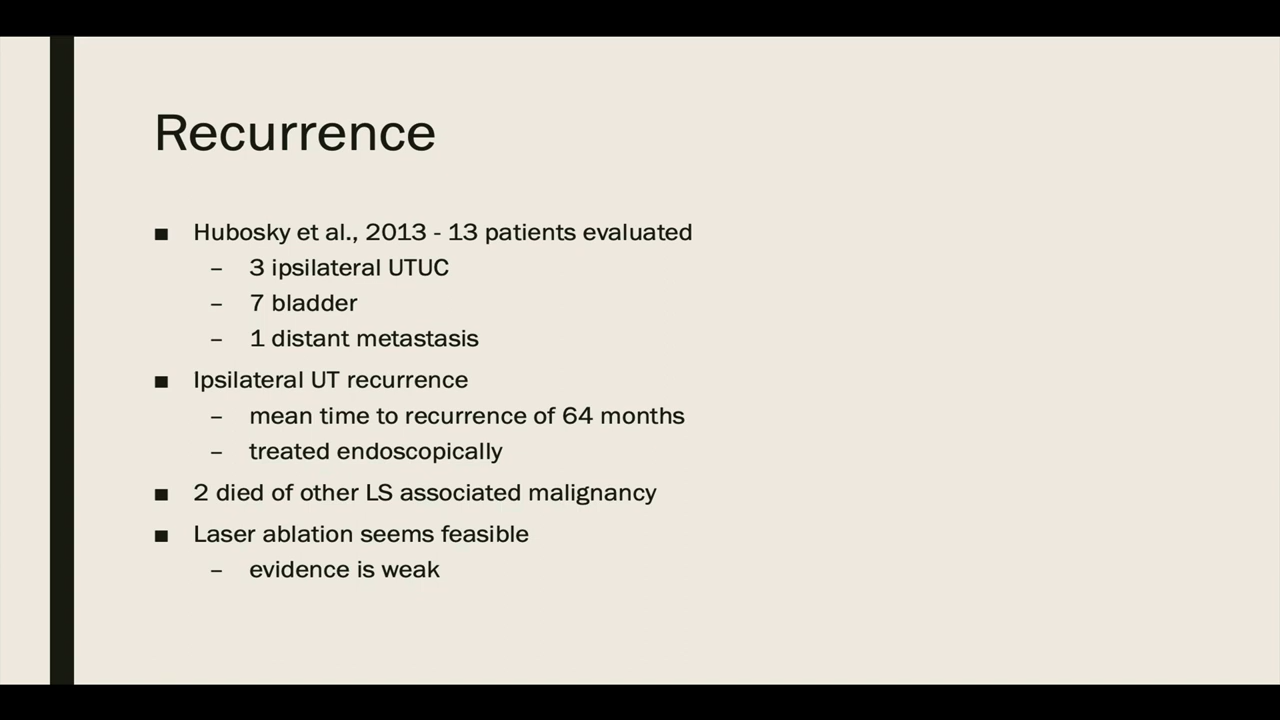 Recurrence
■ Hubosky et al., 2013 - 13 patients evaluated
– 3 ipsilateral UTUC
– 7 bladder
– 1 distant metastasis
■ Ipsilateral UT recurrence
– mean time to recurrence of 64 months
– treated endoscopically
■ 2 died of other LS associated malignancy
■ Laser ablation seems feasible
– evidence is weak